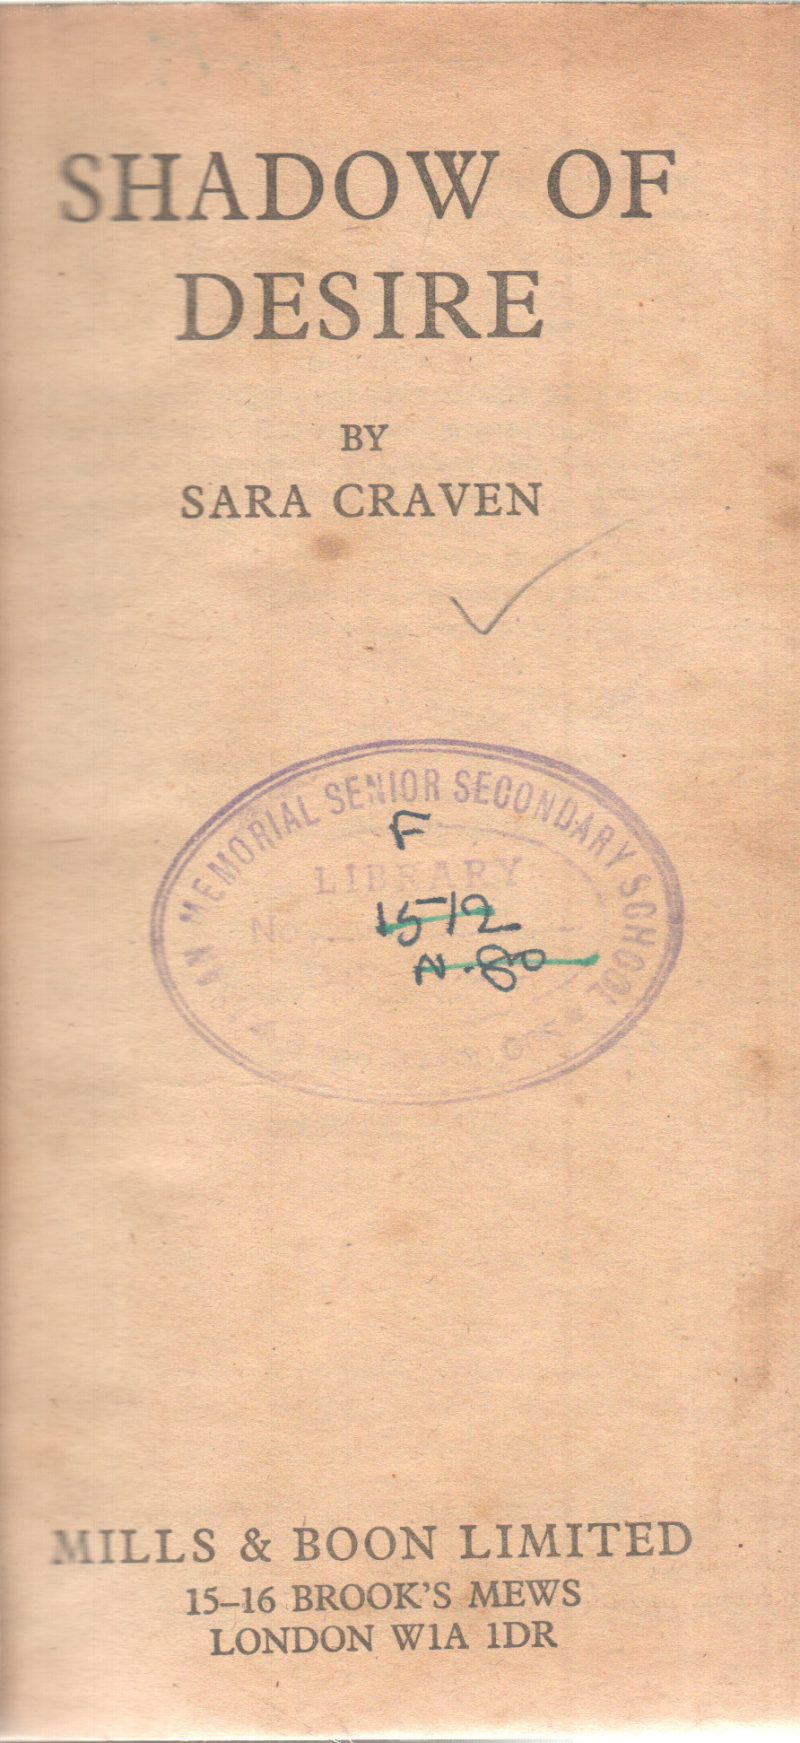 SHADOW OF
DESIRE
BY
SARA CRAVEN
MEMORIAL SENIOR SECONDARY SCHOOL
F
LIBRARY
No.
1512
N.80
MILLS & BOON LIMITED
15–16 BROOK'S MEWS
LONDON W1A 1DR